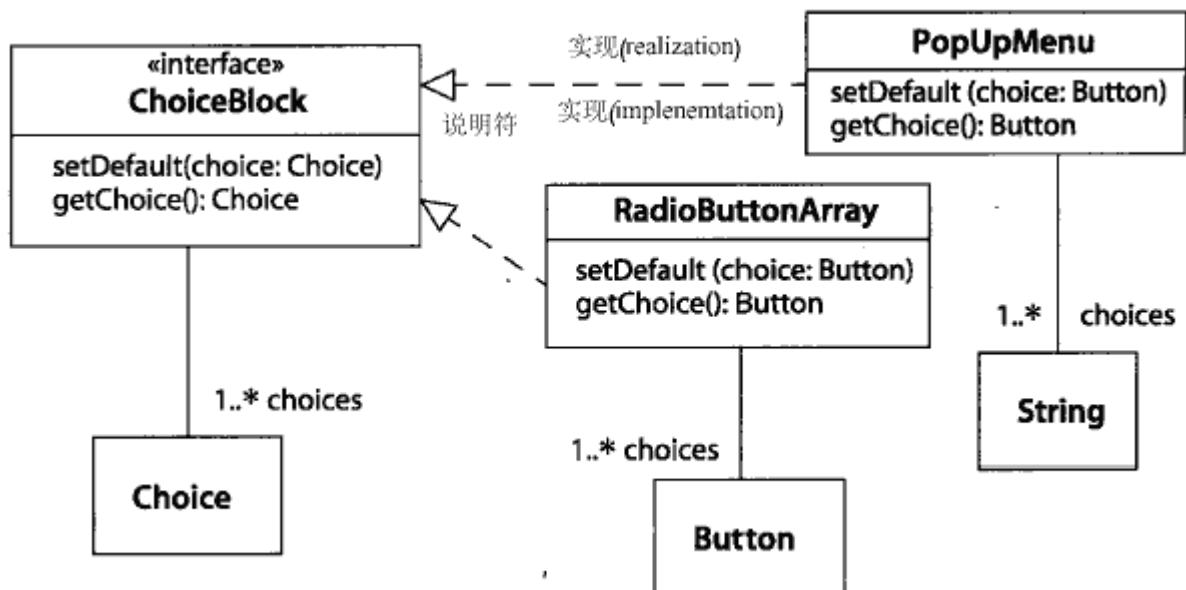 «interface»
ChoiceBlock
setDefault(choice: Choice)
getChoice(): Choice
1..* choices
Choice
实现(realization)
说明符
实现(implenemtation)
RadioButtonArray
setDefault (choice: Button)
getChoice(): Button
1..* choices
Button
PopUpMenu
setDefault (choice: Button)
getChoice(): Button
1..* choices
String